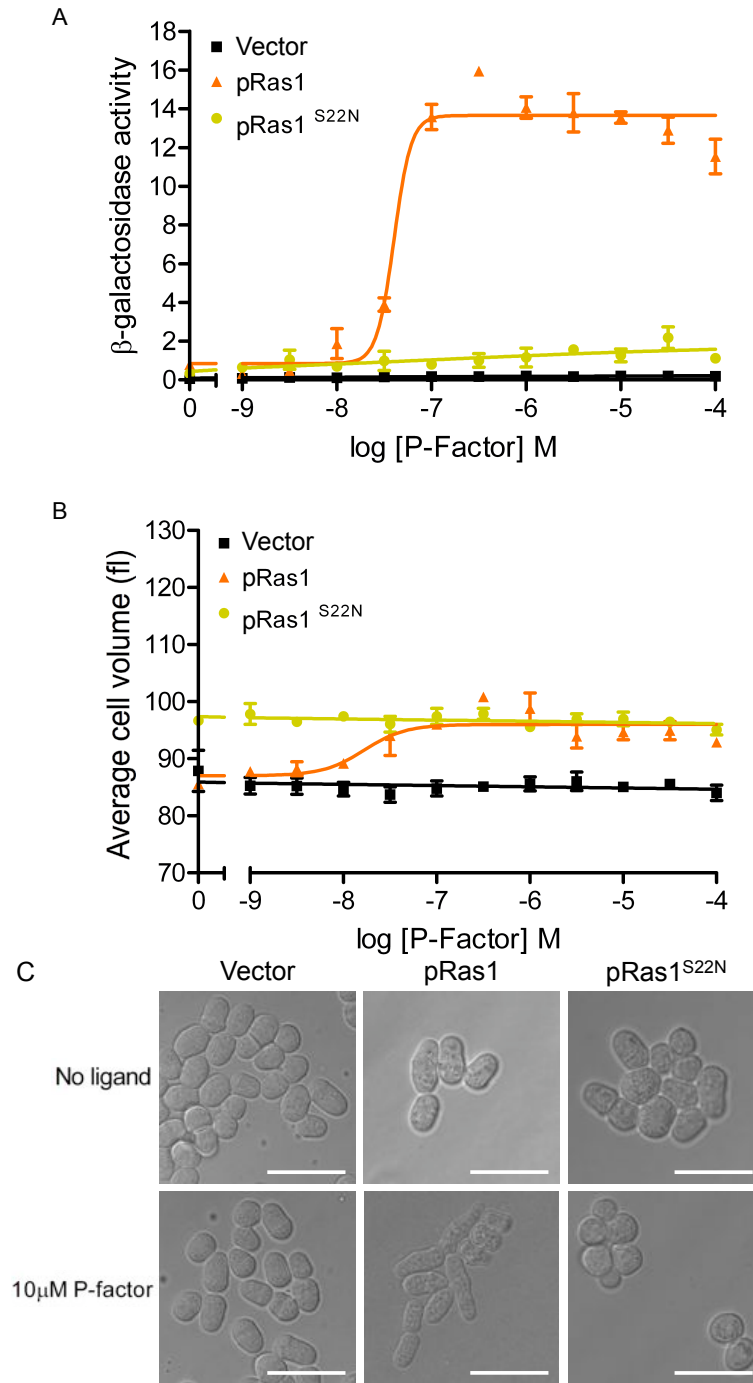 A
18
16
14
12
10
8
6
4
2
0
β-galactosidase activity
Vector
pRas1
pRas1 S22N
0 -9 -8 -7 -6 -5 -4
log [P-Factor] M
B
130
120
110
100
90
80
70
Average cell volume (fl)
Vector
pRas1
pRas1 S22N
0 -9 -8 -7 -6 -5 -4
log [P-Factor] M
C
Vector pRas1 pRas1S22N
No ligand
10μM P-factor